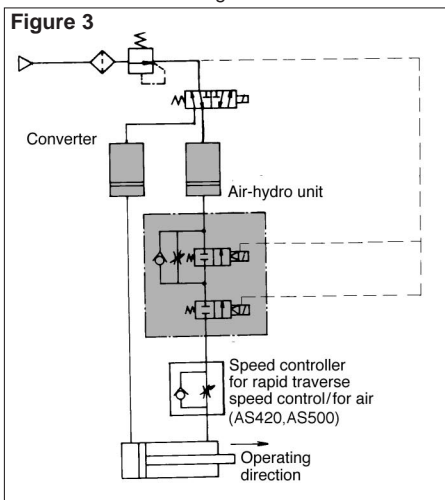 Figure 3
Converter
Air-hydro unit
Speed controller
for rapid traverse
speed control/for air
(AS420,AS500)
Operating
direction